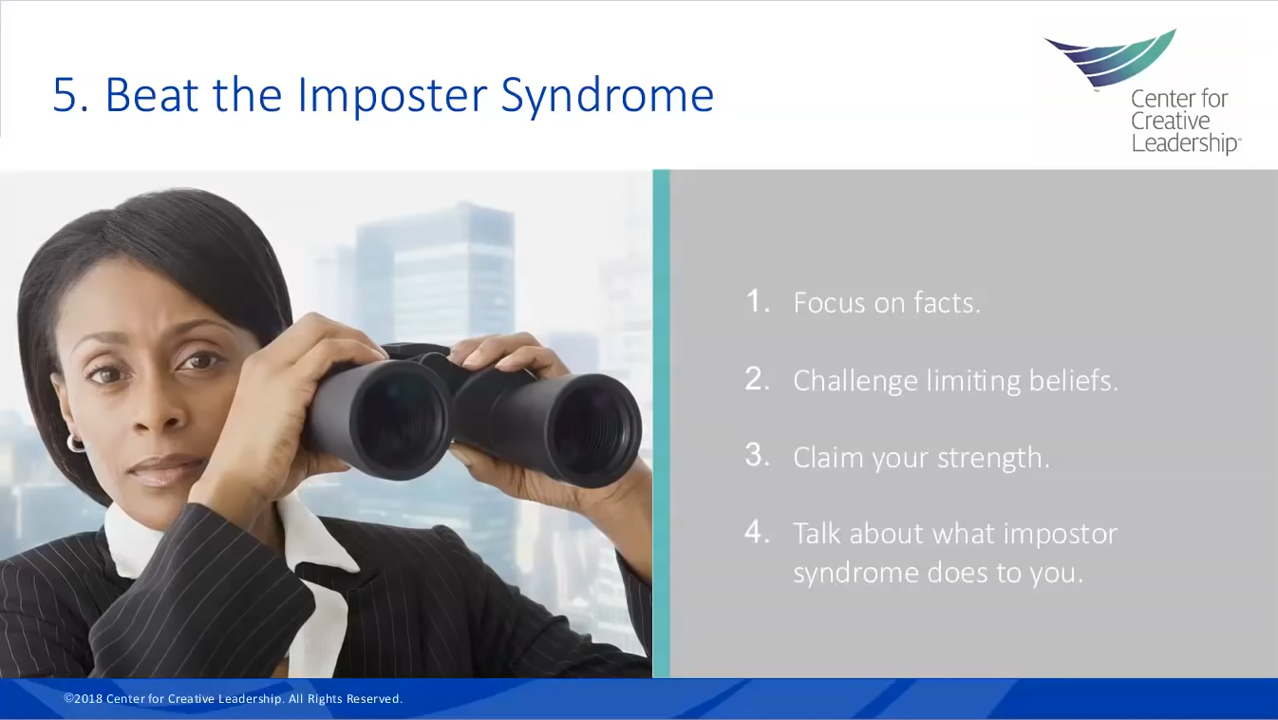 5. Beat the Imposter Syndrome
Center for
Creative
Leadership™
1. Focus on facts.
2. Challenge limiting beliefs.
3. Claim your strength.
4. Talk about what impostor
syndrome does to you.
©2018 Center for Creative Leadership. All Rights Reserved.